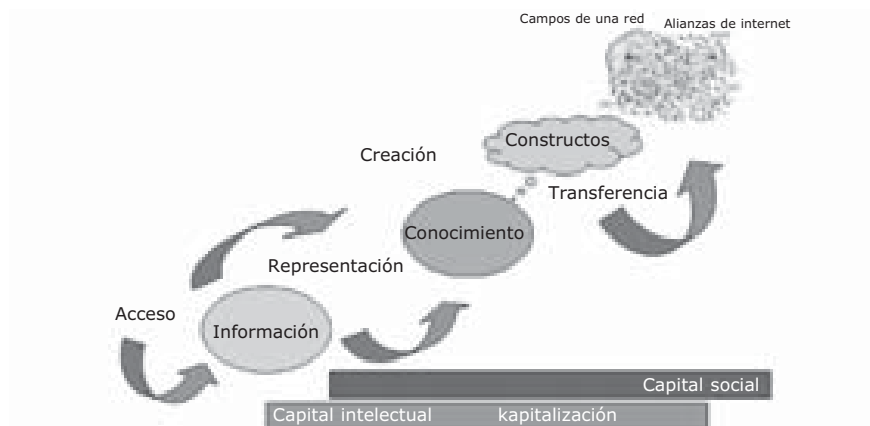 Campos de una red
Alianzas de internet
Constructos
Creación
Transferencia
Conocimiento
Representación
Acceso
Información
Capital social
Capital intelectual kapitalización